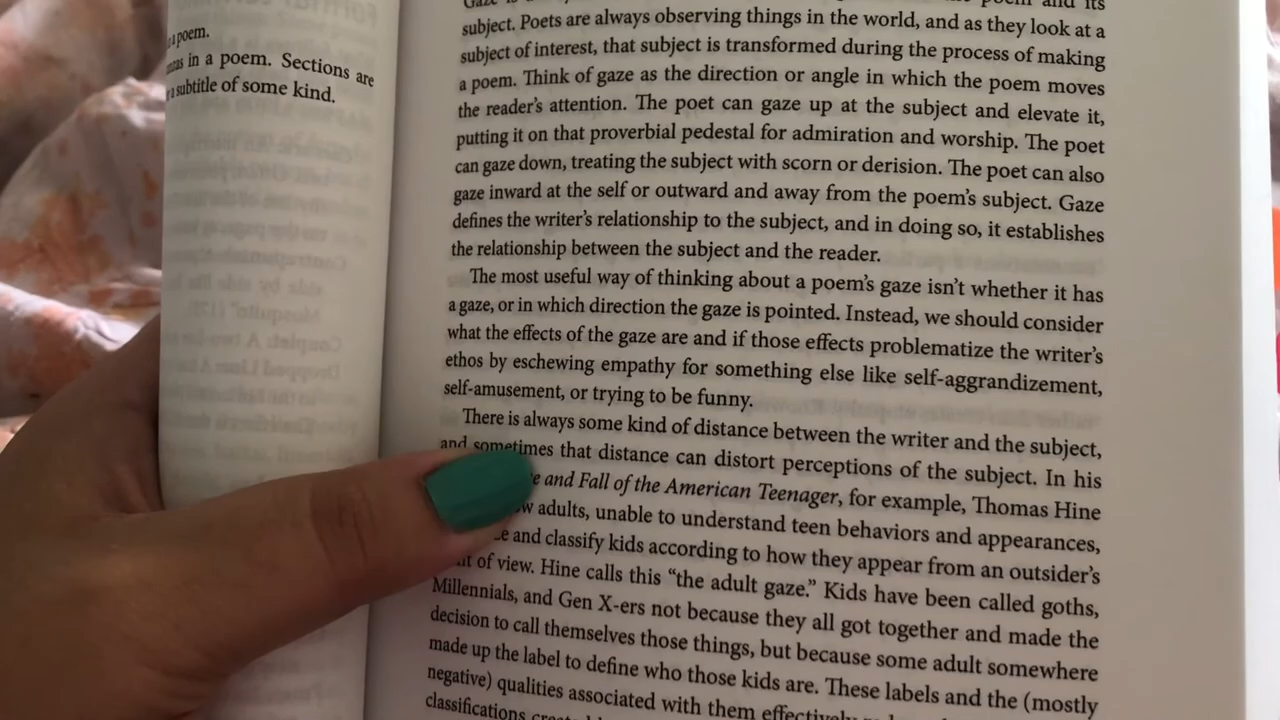 a poem.
in a poem. Sections are
a subtitle of some kind.
poem and its
subject. Poets are always observing things in the world, and as they look at a
subject of interest, that subject is transformed during the process of making
a poem. Think of gaze as the direction or angle in which the poem moves
the reader's attention. The poet can gaze up at the subject and elevate it,
putting it on that proverbial pedestal for admiration and worship. The poet
can gaze down, treating the subject with scorn or derision. The poet can also
gaze inward at the self or outward and away from the poem's subject. Gaze
defines the writer's relationship to the subject, and in doing so, it establishes
the relationship between the subject and the reader.
The most useful way of thinking about a poem's gaze isn't whether it has
a gaze, or in which direction the gaze is pointed. Instead, we should consider
what the effects of the gaze are and if those effects problematize the writer's
ethos by eschewing empathy for something else like self-aggrandizement,
self-amusement, or trying to be funny.
There is always some kind of distance between the writer and the subject,
and sometimes that distance can distort perceptions of the subject. In his
and Fall of the American Teenager, for example, Thomas Hine
adults, unable to understand teen behaviors and appearances,
and classify kids according to how they appear from an outsider's
of view. Hine calls this “the adult gaze.” Kids have been called goths,
Millennials, and Gen X-ers not because they all got together and made the
decision to call themselves those things, but because some adult somewhere
made up the label to define who those kids are. These labels and the (mostly
negative) qualities associated with them effectively
classifications